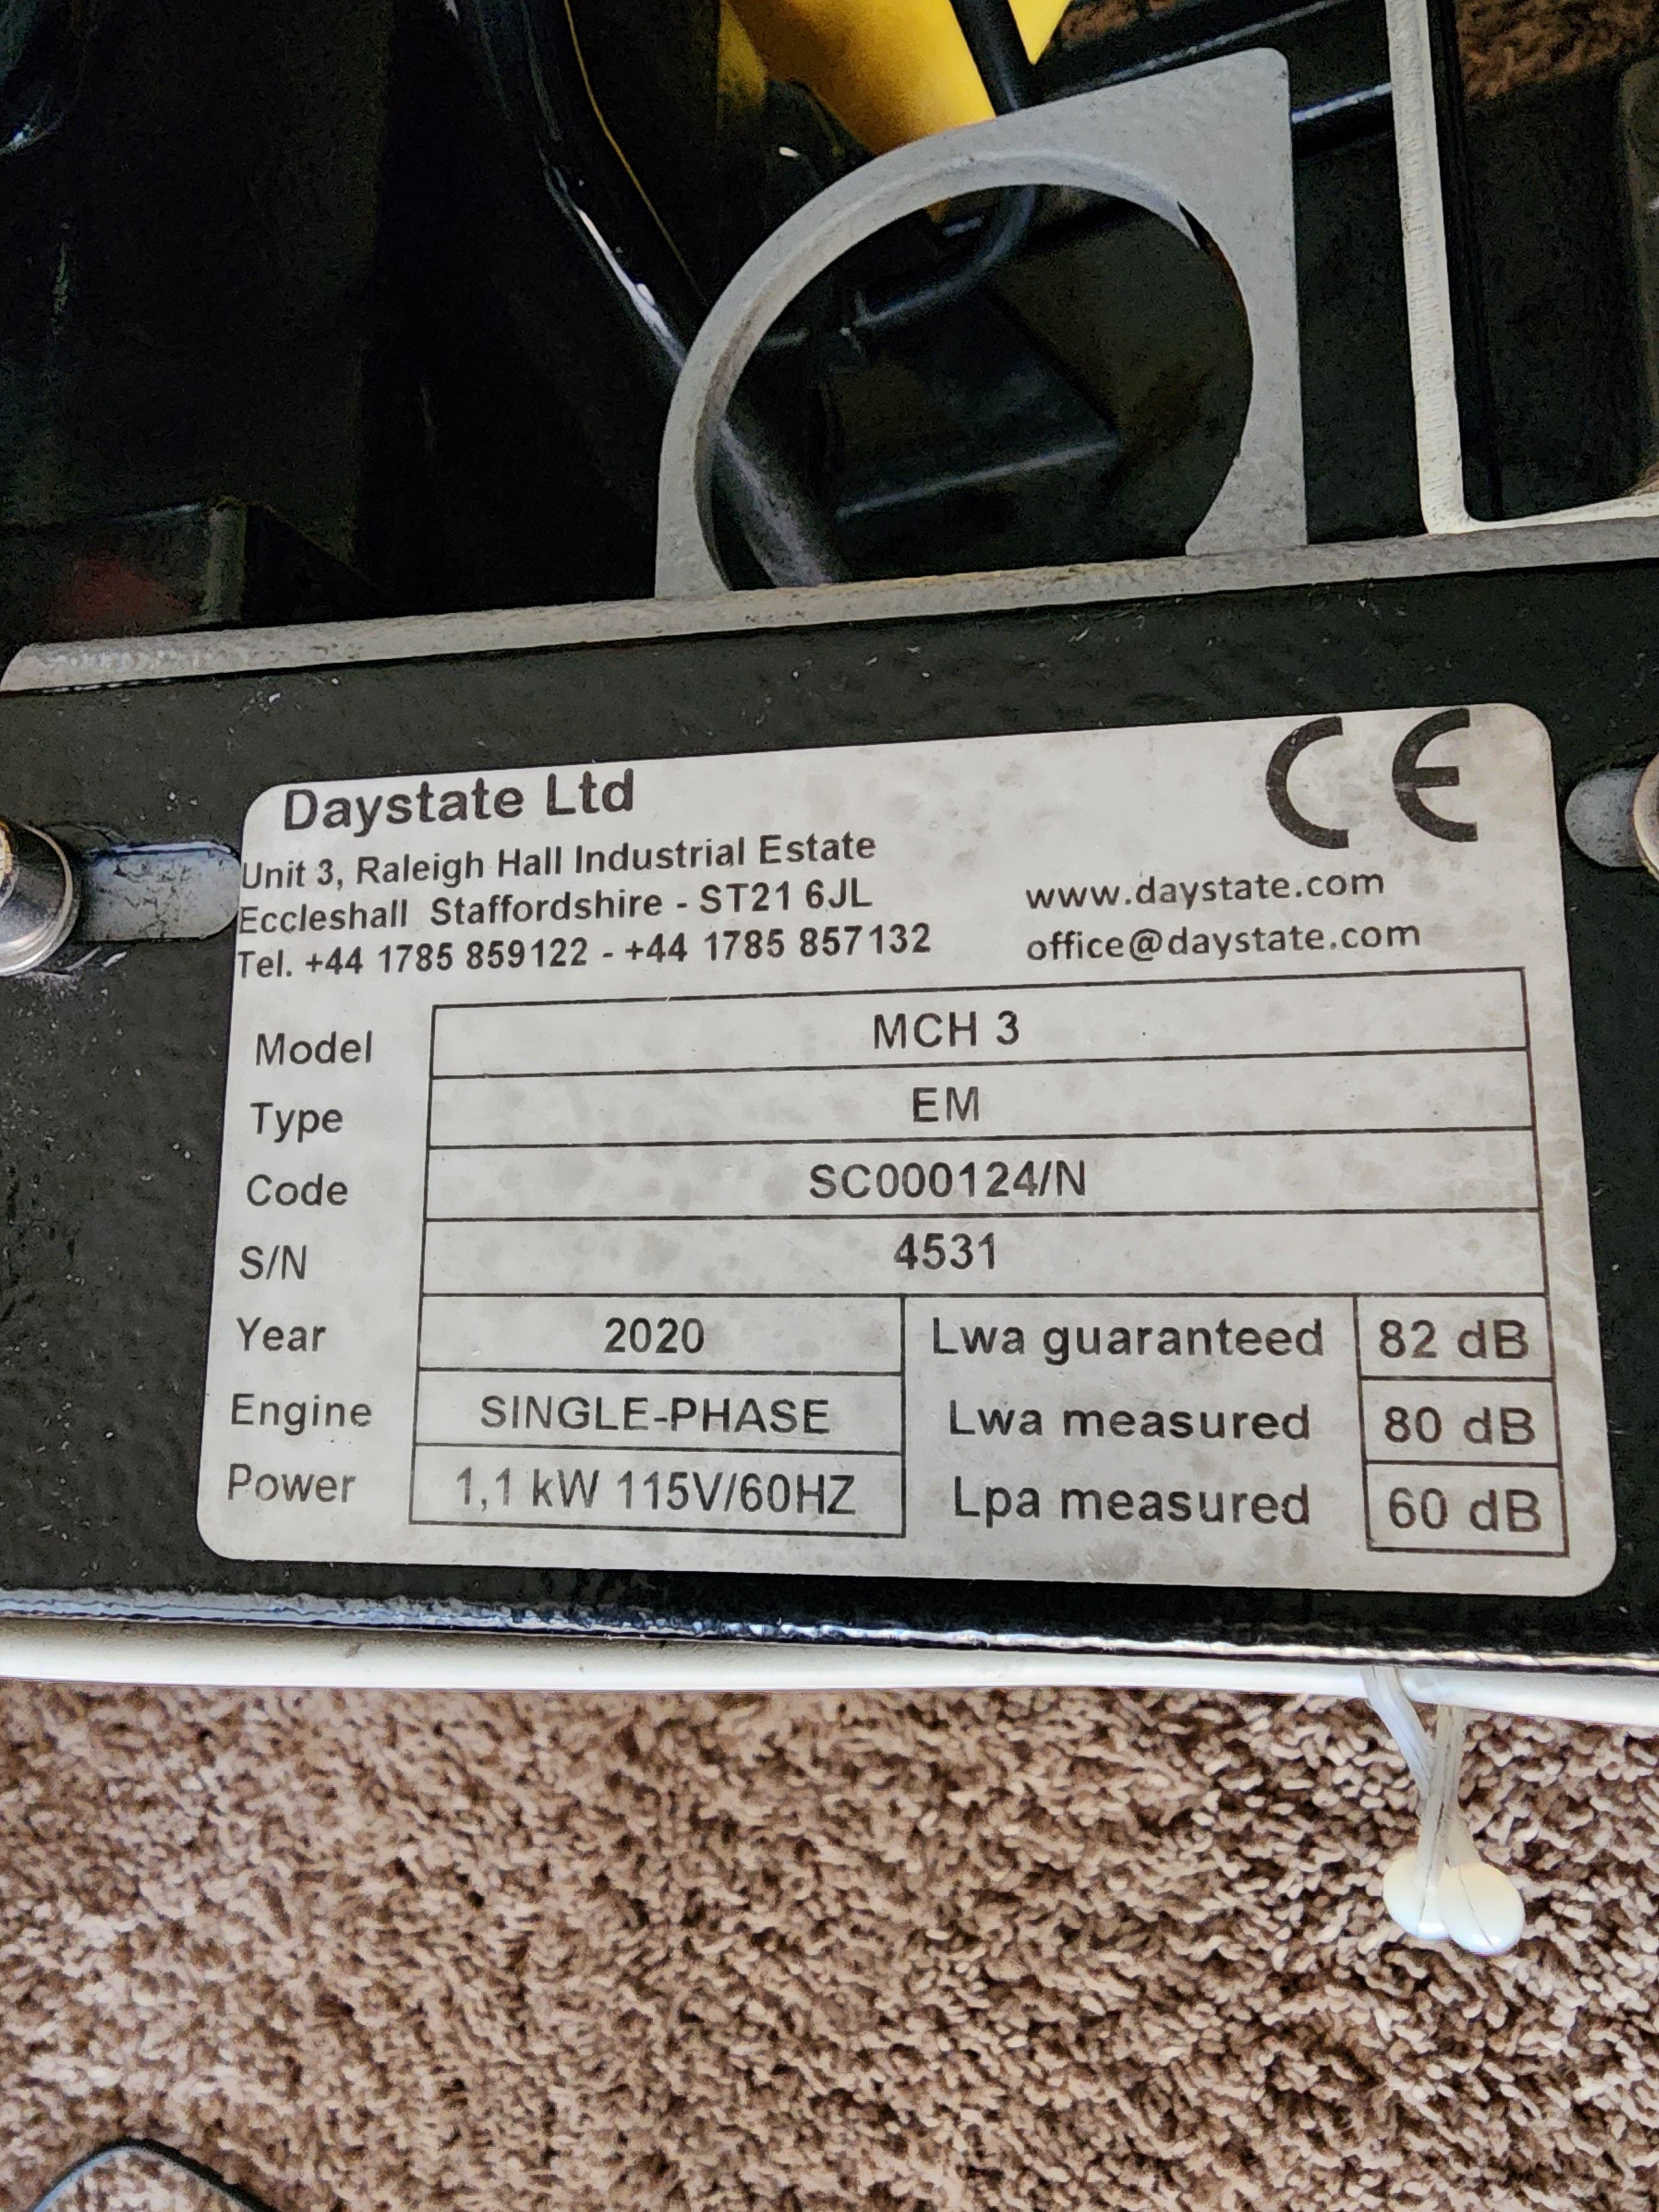 Daystate Ltd
CE
Unit 3, Raleigh Hall Industrial Estate
Eccleshall Staffordshire - ST21 6JL
Tel. +44 1785 859122 - +44 1785 857132
www.daystate.com
office@daystate.com
Model MCH 3
Type EM
Code SC000124/N
S/N 4531
Year 2020 Lwa guaranteed 82 dB
Engine SINGLE-PHASE Lwa measured 80 dB
Power 1,1 kW 115V/60HZ Lpa measured 60 dB